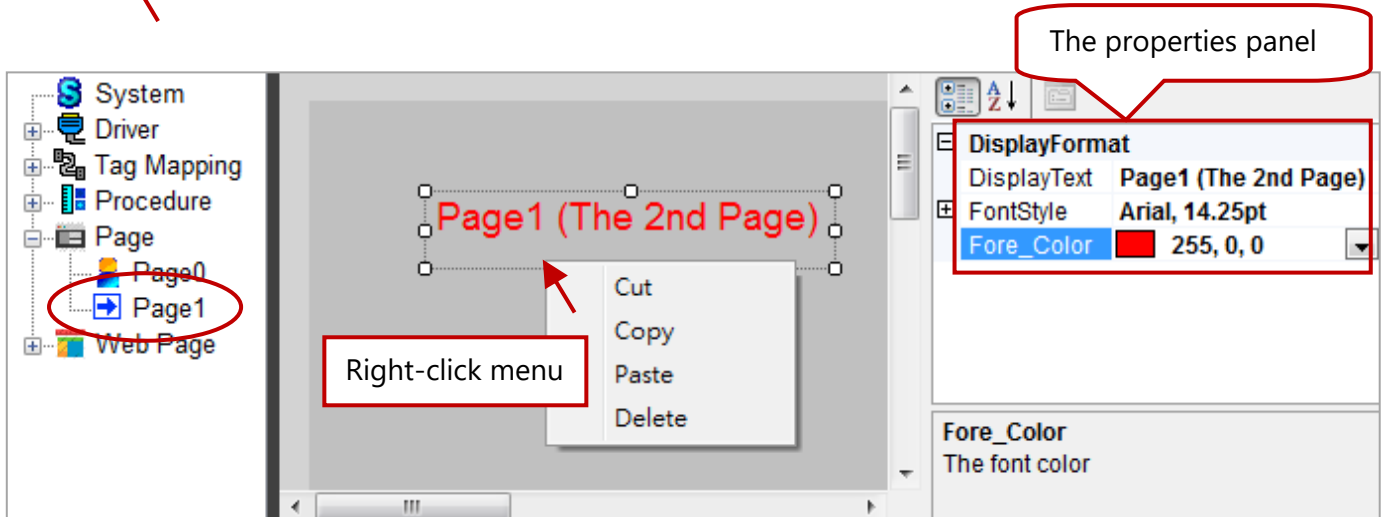 The properties panel
System
Driver
Tag Mapping
Procedure
Page
Page0
Page1
Web Page
Page1 (The 2nd Page)
Right-click menu
Cut
Copy
Paste
Delete
A
Z
DisplayFormat
DisplayText Page1 (The 2nd Page)
FontStyle Arial, 14.25pt
Fore_Color 255, 0, 0
Fore_Color
The font color